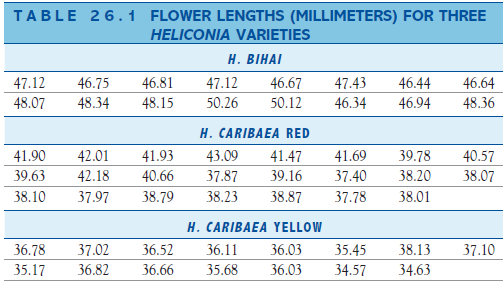 TABLE 26.1 FLOWER LENGTHS (MILLIMETERS) FOR THREE
HELICONIA VARIETIES
H. BIHAI
47.12 46.75 46.81 47.12 46.67 47.43 46.44 46.64
48.07 48.34 48.15 50.26 50.12 46.34 46.94 48.36
H. CARIBAEA RED
41.90 42.01 41.93 43.09 41.47 41.69 39.78 40.57
39.63 42.18 40.66 37.87 39.16 37.40 38.20 38.07
38.10 37.97 38.79 38.23 38.87 37.78 38.01
H. CARIBAEA YELLOW
36.78 37.02 36.52 36.11 36.03 35.45 38.13 37.10
35.17 36.82 36.66 35.68 36.03 34.57 34.63